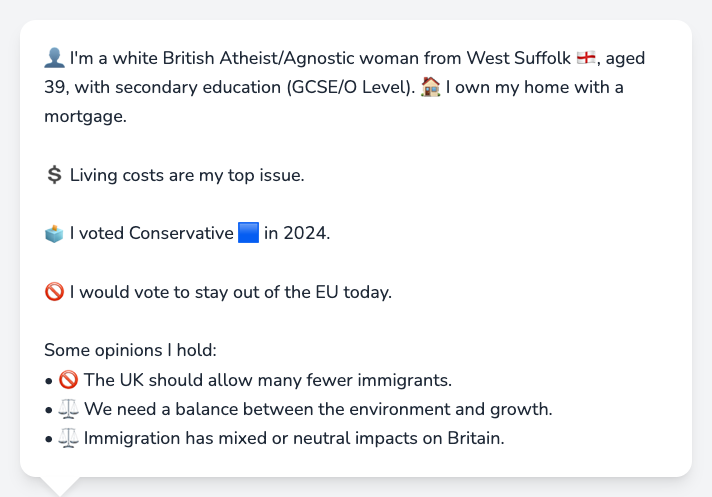 👤 I'm a white British Atheist/Agnostic woman from West Suffolk 🏴󠁧󠁢󠁥󠁮󠁧󠁿, aged
39, with secondary education (GCSE/O Level). 🏠 I own my home with a
mortgage.
💲 Living costs are my top issue.
🗳️ I voted Conservative 🟦 in 2024.
🚫 I would vote to stay out of the EU today.
Some opinions I hold:
• 🚫 The UK should allow many fewer immigrants.
• ⚖️ We need a balance between the environment and growth.
• ⚖️ Immigration has mixed or neutral impacts on Britain.